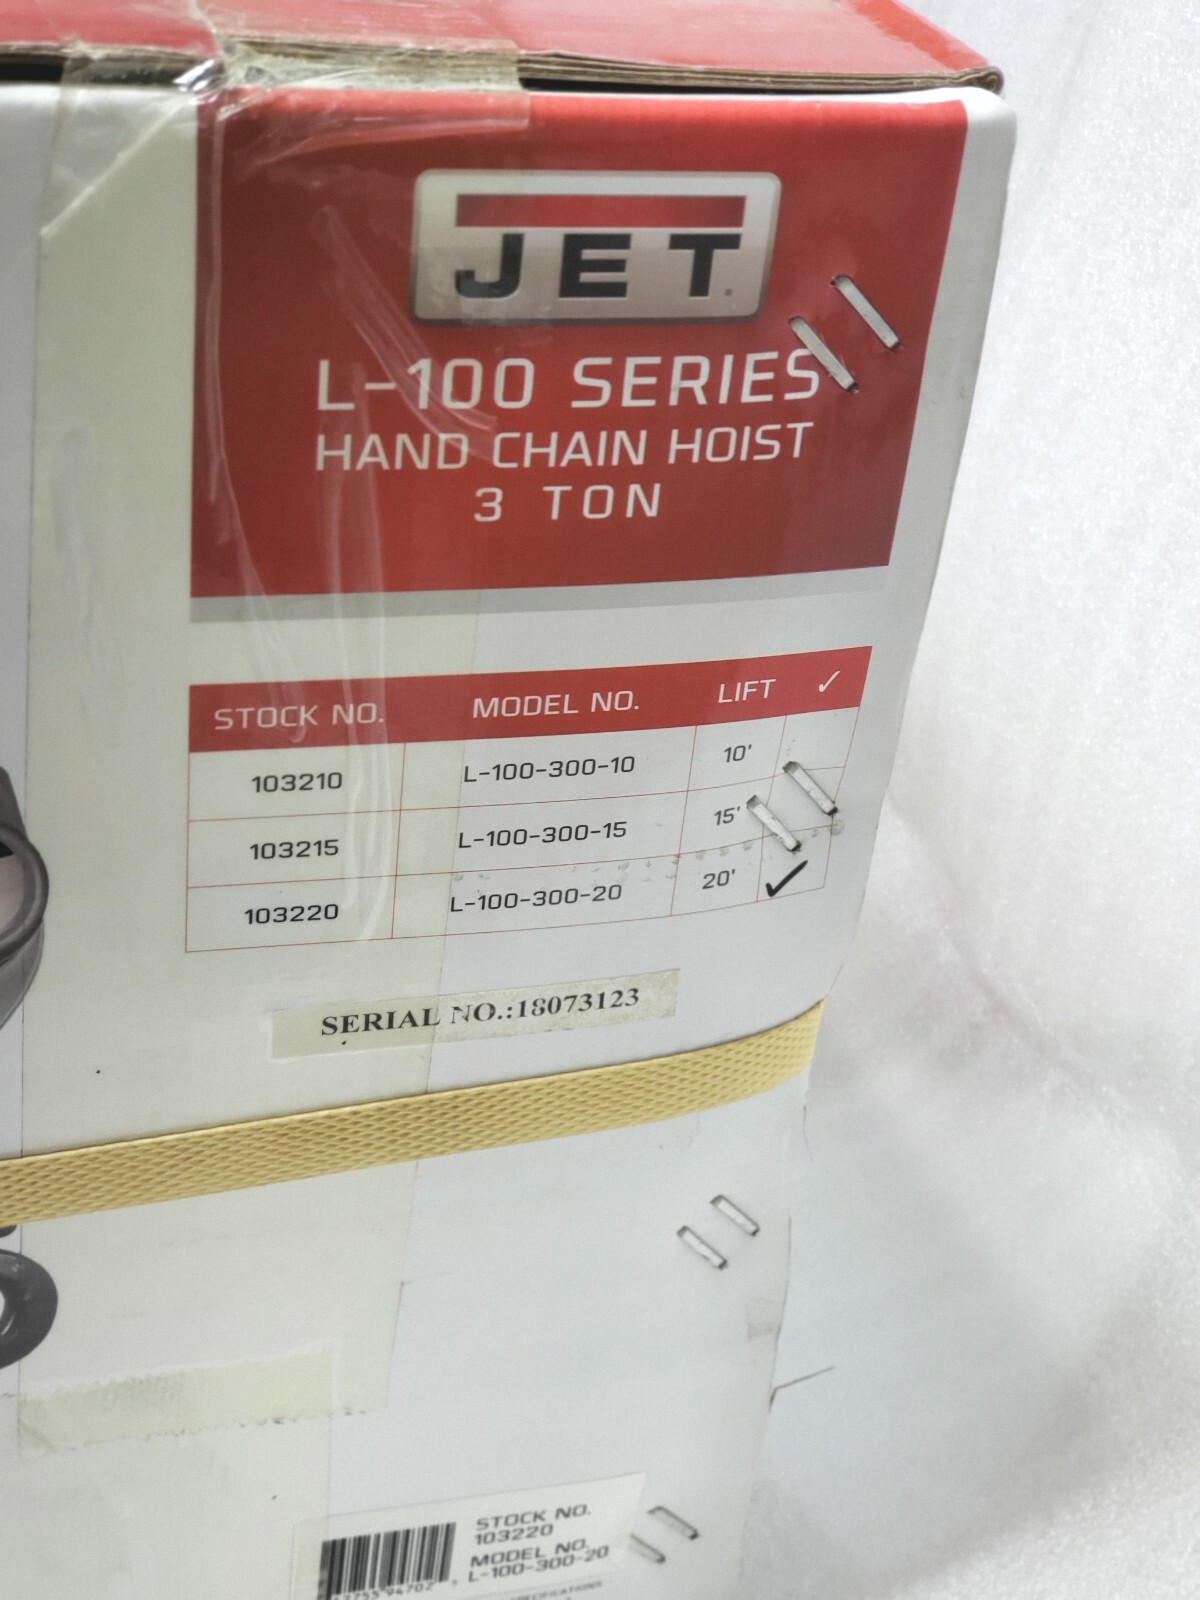 JET
L-100 SERIES
HAND CHAIN HOIST
3 TON
STOCK NO. MODEL NO. LIFT ✓
103210 L-100-300-10 10'
103215 L-100-300-15 15'
103220 L-100-300-20 20' ✓
SERIAL NO.:18073123
STOCK NO.
103220
MODEL NO.
L-100-300-20